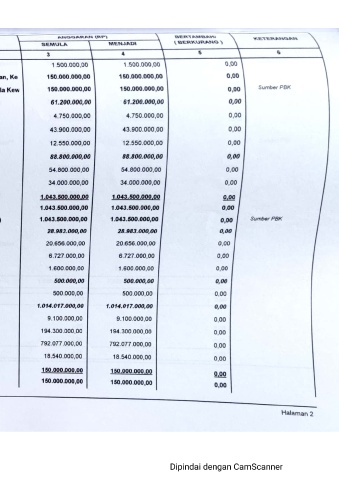 ANGGARAN (RP) BERTAMBAH KETERANGAN
SEMULA MENJADI ( BERKURANG )
3 4 5 6
1.500.000,00 1.500.000,00 0,00
an, Ke 150.000.000,00 150.000.000,00 0,00
la Kew 150.000.000,00 150.000.000,00 0,00 Sumber PBK
61.200.000,00 61.200.000,00 0,00
4.750.000,00 4.750.000,00 0,00
43.900.000,00 43.900.000,00 0,00
12.550.000,00 12.550.000,00 0,00
88.800.000,00 88.800.000,00 0,00
54.800.000,00 54.800.000,00 0,00
34.000.000,00 34.000.000,00 0,00
1.043.500.000,00 1.043.500.000,00 0,00
1.043.500.000,00 1.043.500.000,00 0,00
) 1.043.500.000,00 1.043.500.000,00 0,00 Sumber PBK
28.983.000,00 28.983.000,00 0,00
20.656.000,00 20.656.000,00 0,00
6.727.000,00 6.727.000,00 0,00
1.600.000,00 1.600.000,00 0,00
500.000,00 500.000,00 0,00
500.000,00 500.000,00 0,00
1.014.017.000,00 1.014.017.000,00 0,00
9.100.000,00 9.100.000,00 0,00
194.300.000,00 194.300.000,00 0,00
792.077.000,00 792.077.000,00 0,00
18.540.000,00 18.540.000,00 0,00
150.000.000,00 150.000.000,00 0,00
150.000.000,00 150.000.000,00 0,00
Halaman 2
Dipindai dengan CamScanner